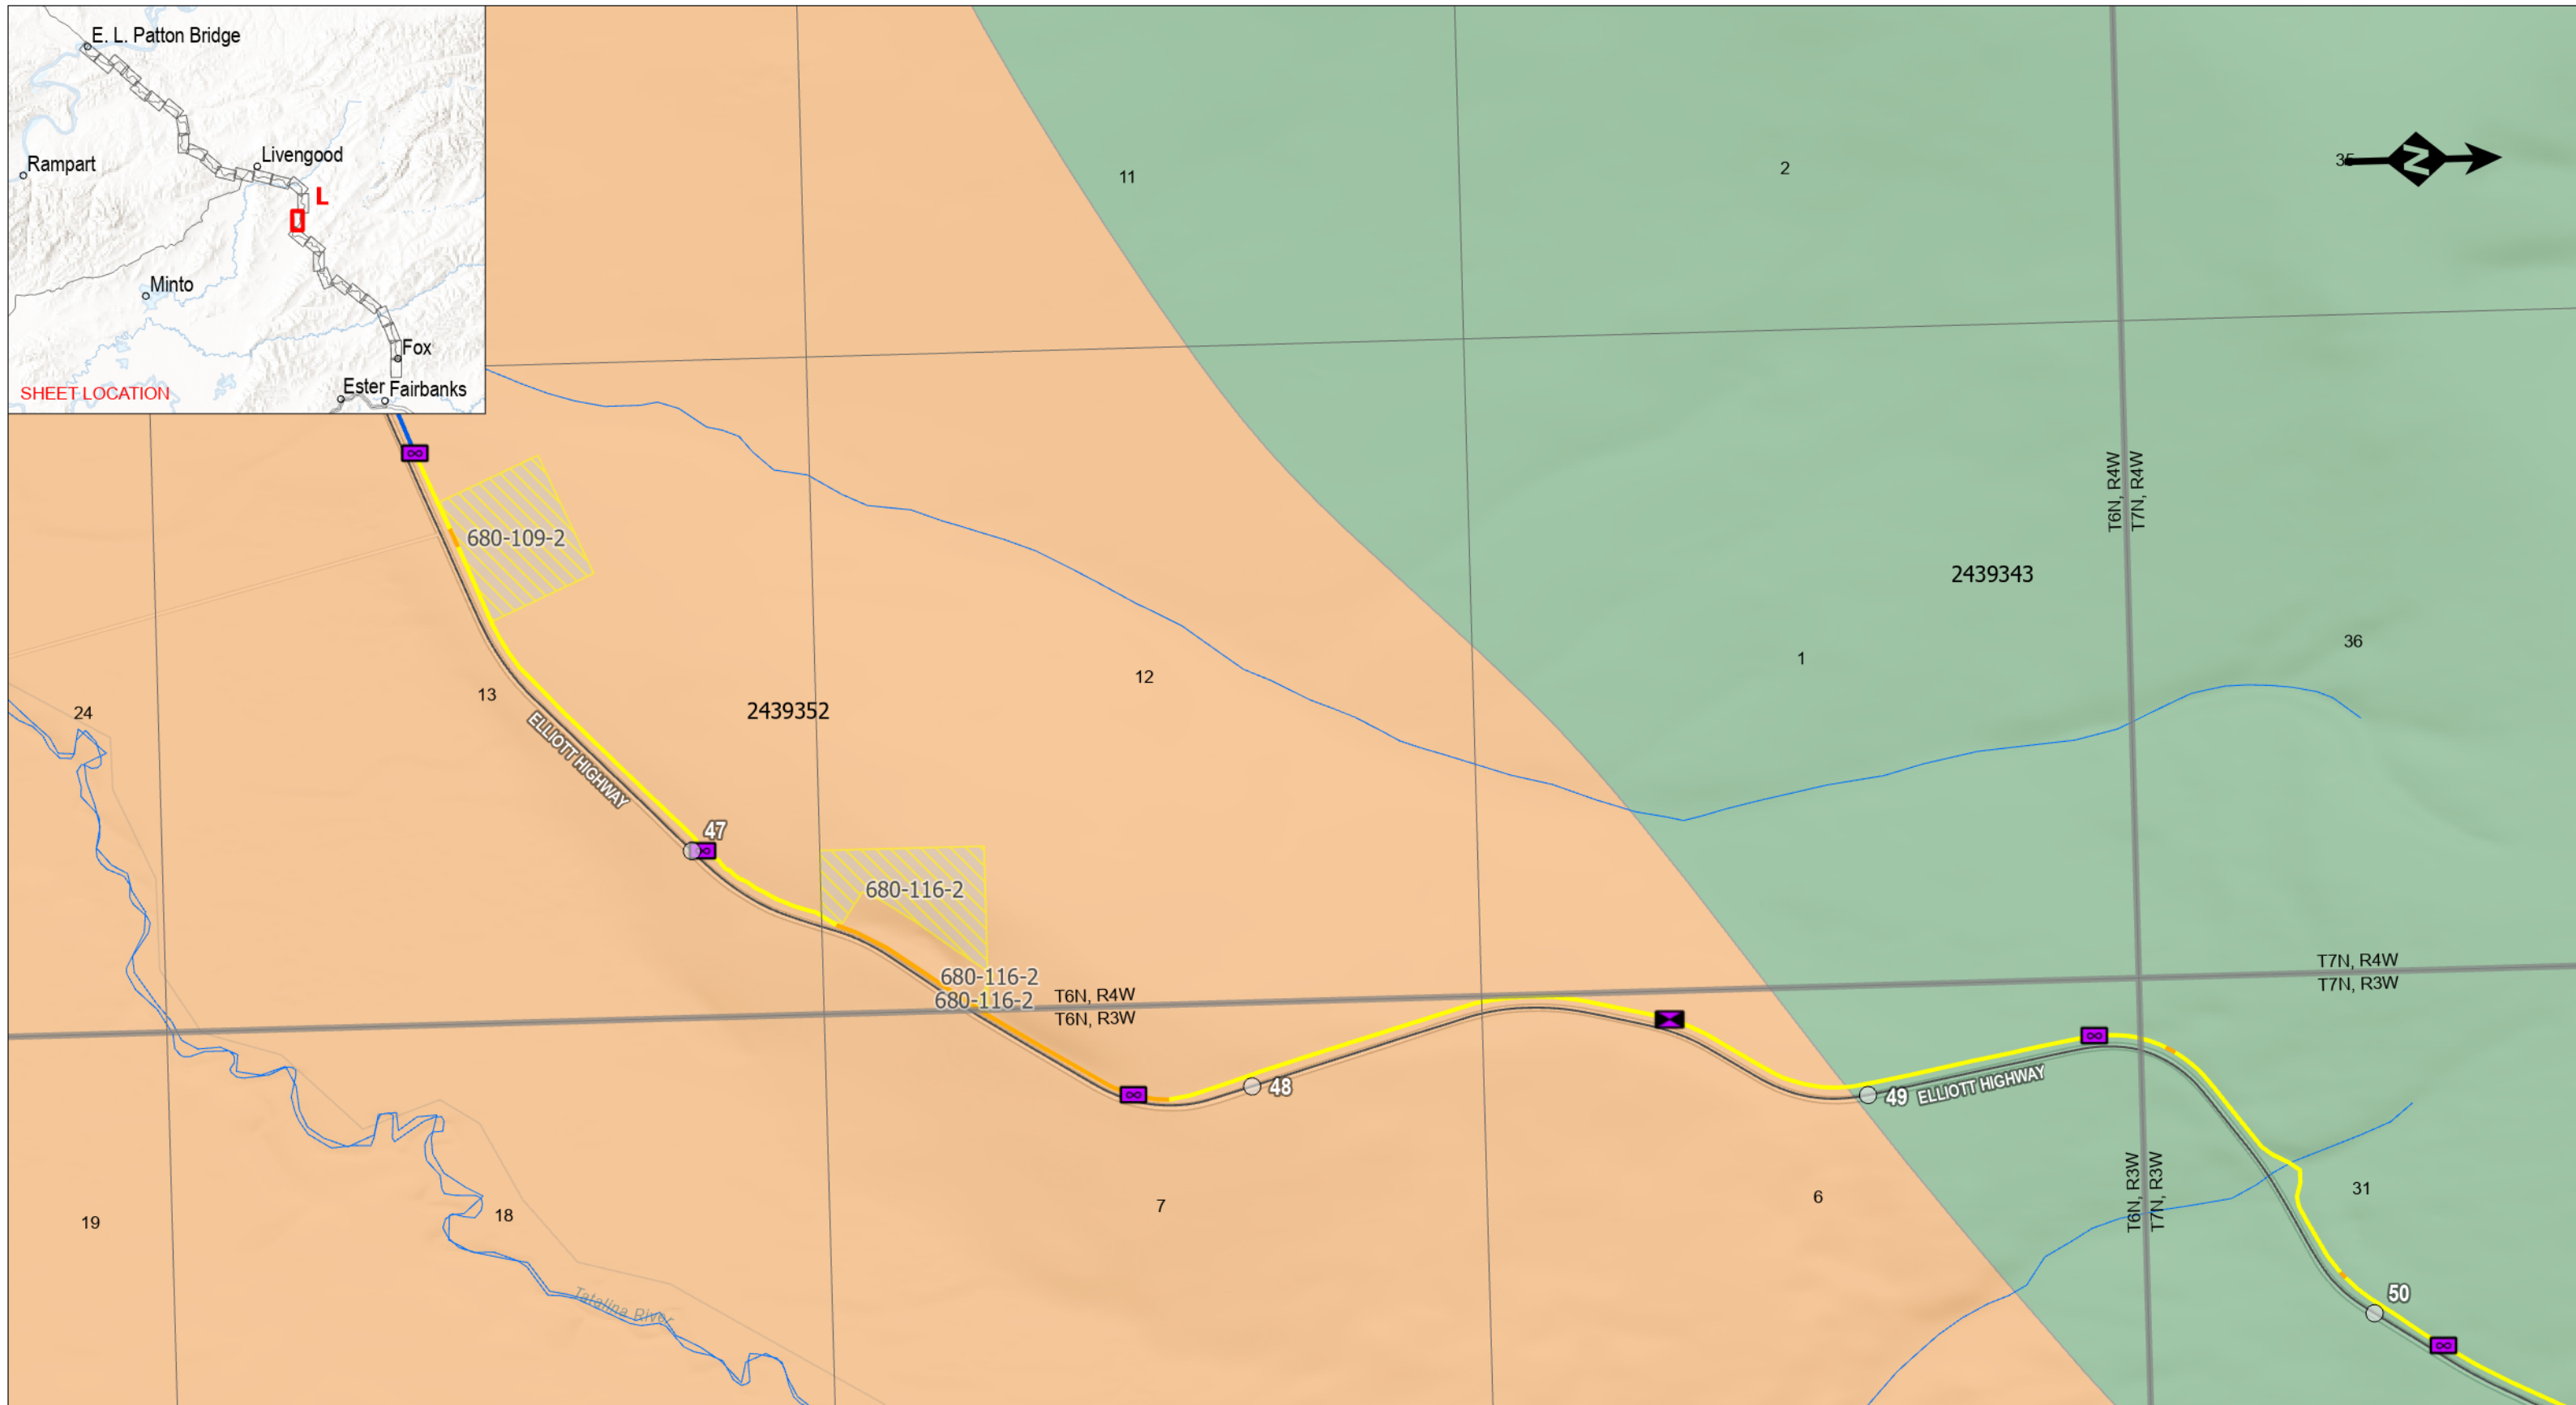 E. L. Patton Bridge
Livengood
Rampart
L
Minto
Fox
Ester
Fairbanks
SHEET LOCATION
11
2
35
N
T6N, R4W
T7N, R4W
680-109-2
2439343
36
1
12
13
24
2439352
ELLIOTT HIGHWAY
47
680-116-2
680-116-2
680-116-2
T6N, R4W
T6N, R3W
T7N, R4W
T7N, R3W
48
49
ELLIOTT HIGHWAY
T6N, R3W
T7N, R3W
31
6
7
18
19
50
Tatalina River